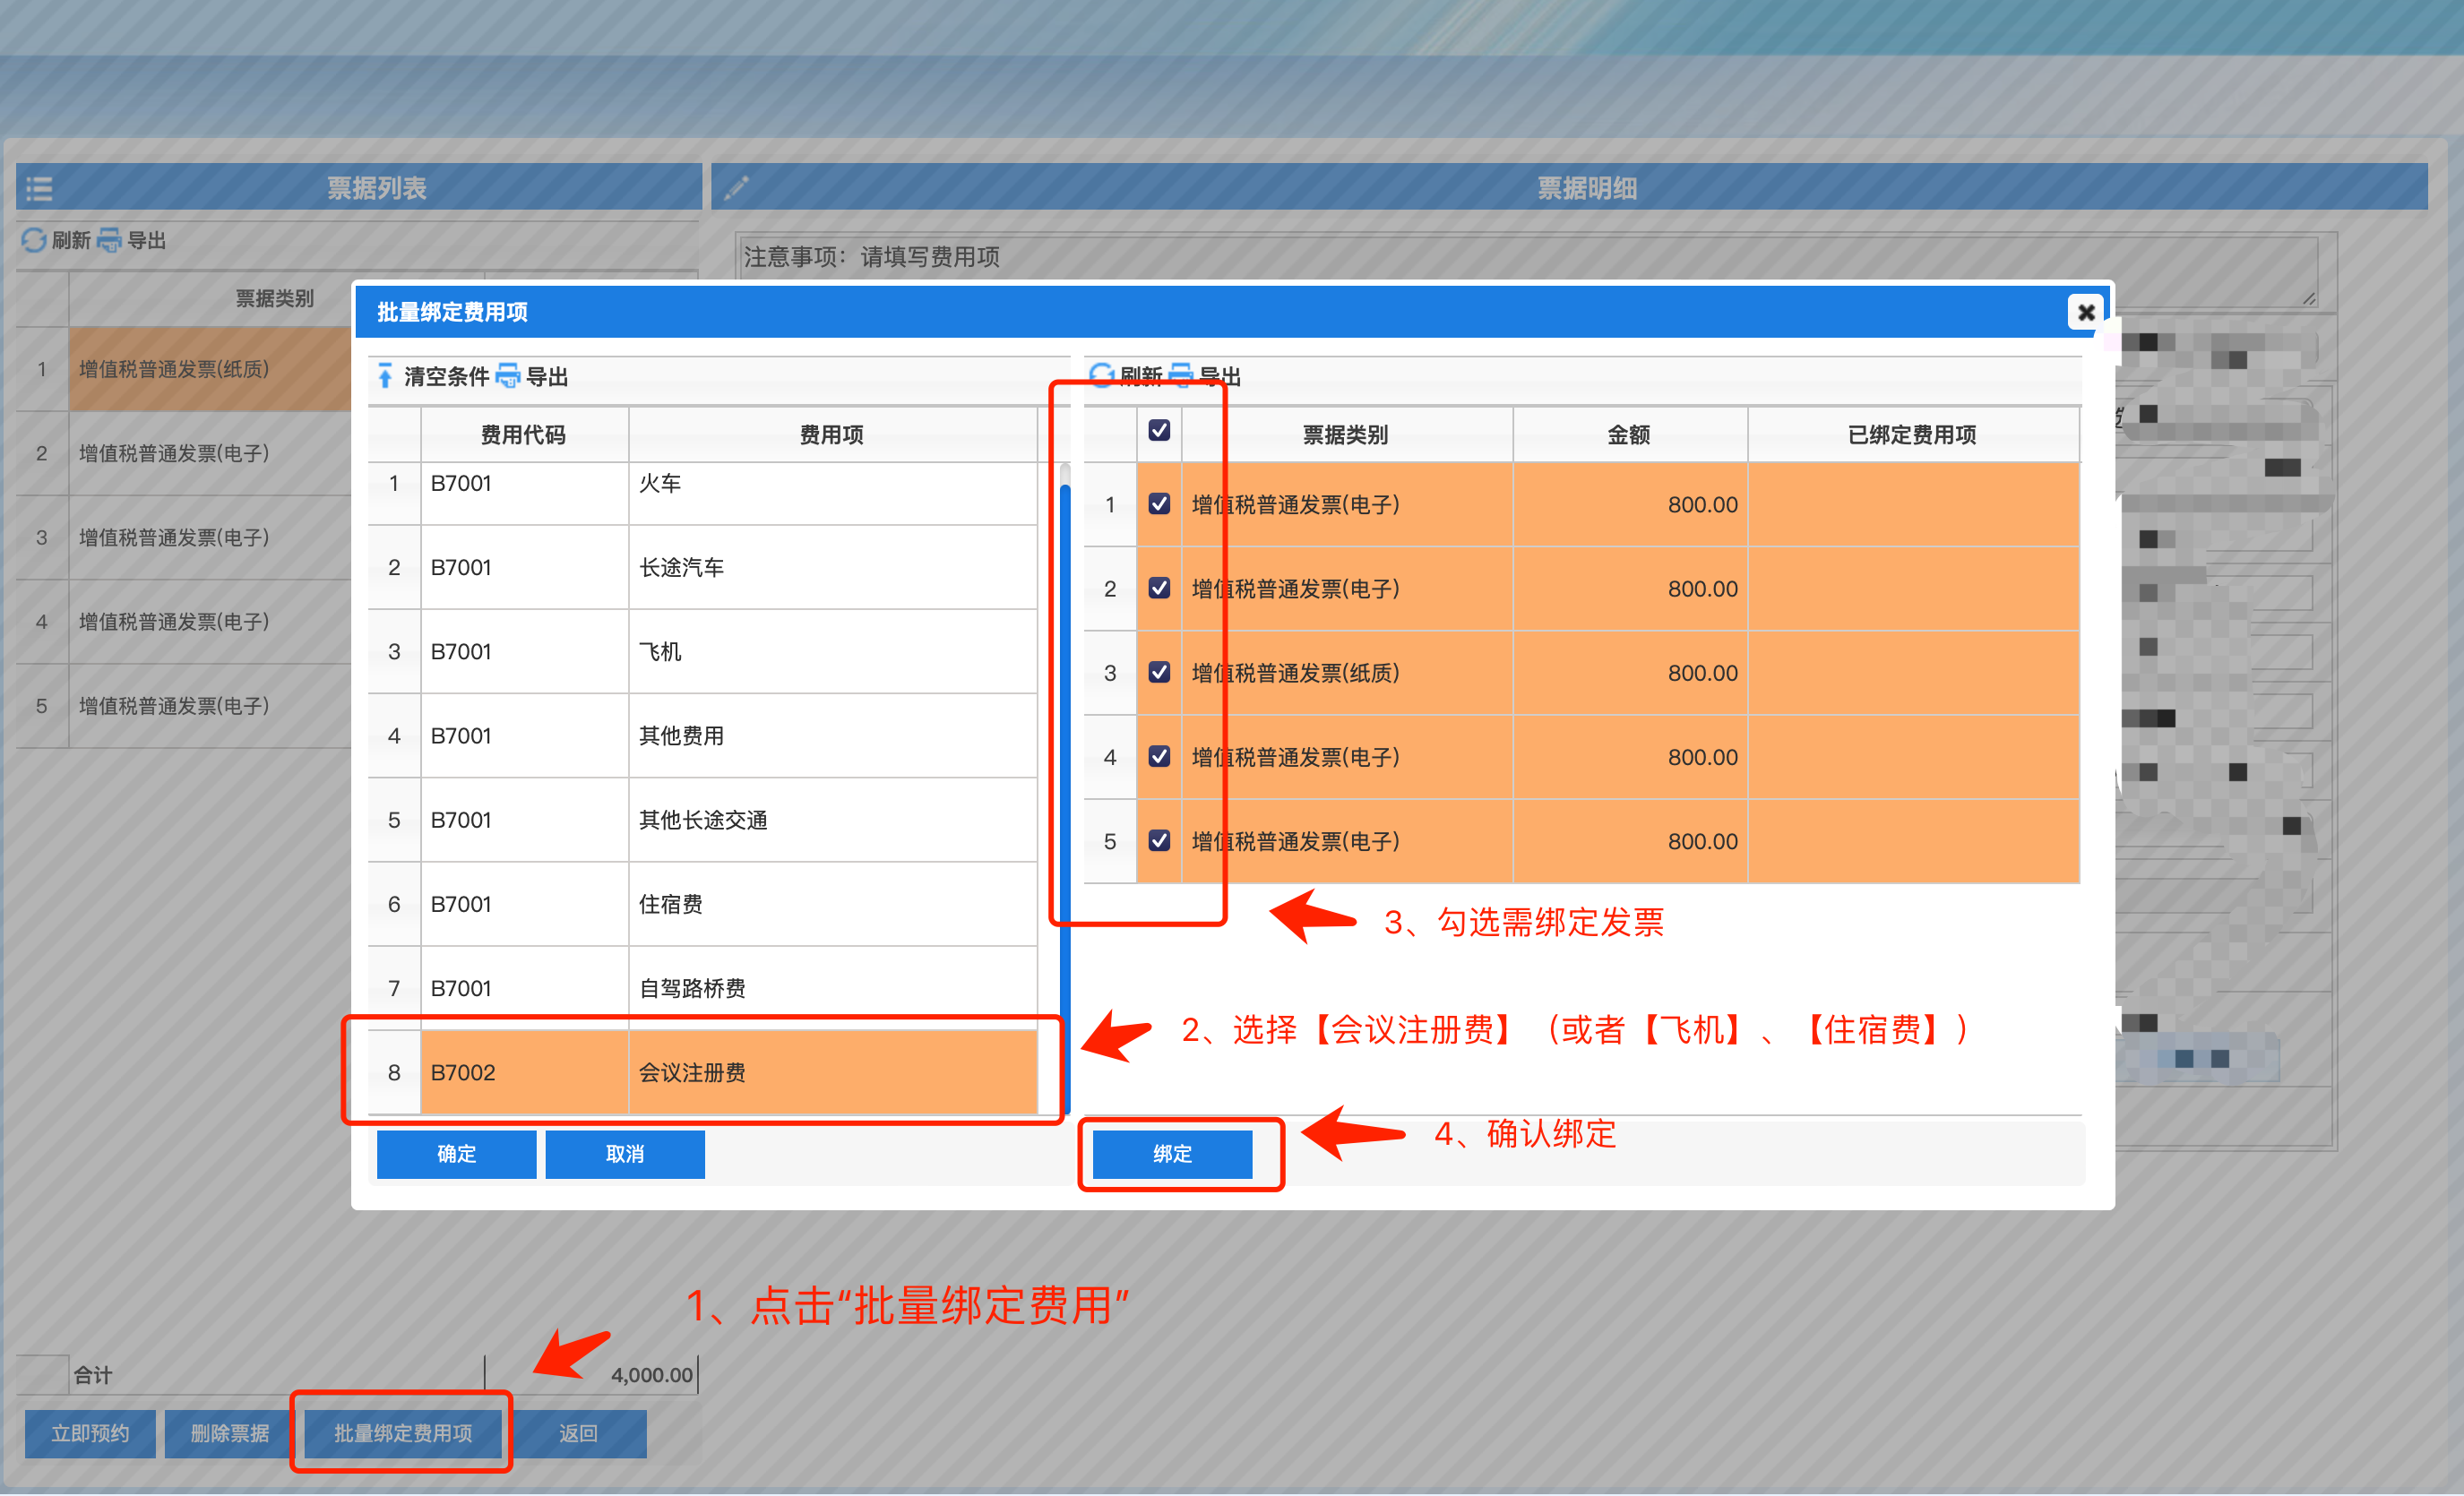 票据列表
票据明细
刷新 导出
注意事项：请填写费用项
票据类别
1 增值税普通发票(纸质)
2 增值税普通发票(电子)
3 增值税普通发票(电子)
4 增值税普通发票(电子)
5 增值税普通发票(电子)
批量绑定费用项
清空条件 导出
费用代码 费用项
1 B7001 火车
2 B7001 长途汽车
3 B7001 飞机
4 B7001 其他费用
5 B7001 其他长途交通
6 B7001 住宿费
7 B7001 自驾路桥费
8 B7002 会议注册费
确定 取消
刷新 导出
票据类别 金额 已绑定费用项
1 增值税普通发票(电子) 800.00
2 增值税普通发票(电子) 800.00
3 增值税普通发票(纸质) 800.00
4 增值税普通发票(电子) 800.00
5 增值税普通发票(电子) 800.00
3、勾选需绑定发票
2、选择【会议注册费】（或者【飞机】、【住宿费】）
绑定
4、确认绑定
1、点击“批量绑定费用”
合计 4,000.00
立即预约 删除票据 批量绑定费用项 返回